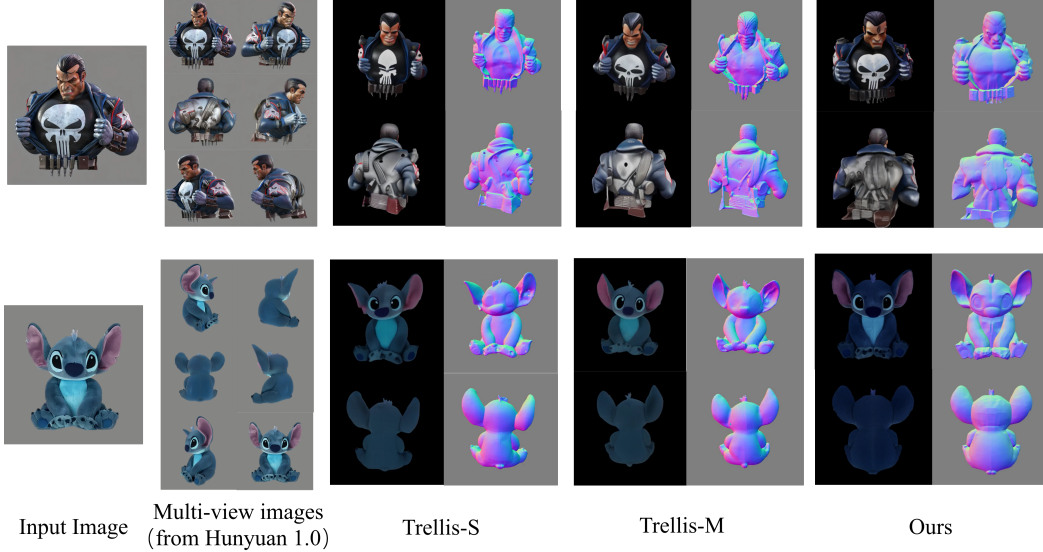 Input Image
Multi-view images
(from Hunyuan 1.0)
Trellis-S
Trellis-M
Ours